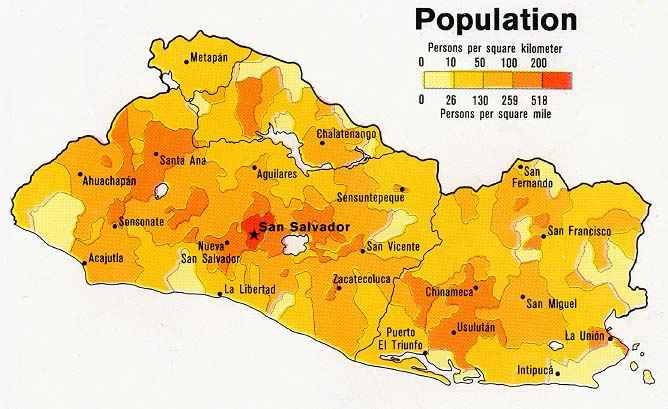 Population
Persons per square kilometer
0 10 50 100 200
0 26 130 259 518
Persons per square mile
Metapán
Chalatenango
Santa Ana
Aguilares
Ahuachapán
Sensuntepeque
San
Fernando
Sonsonate
San Salvador
San Francisco
Nueva
San Salvador
San Vicente
Acajutla
Zacatecoluca
La Libertad
Chinameca
San Miguel
Puerto
El Triunfo
Usulután
La Unión
Intipucá